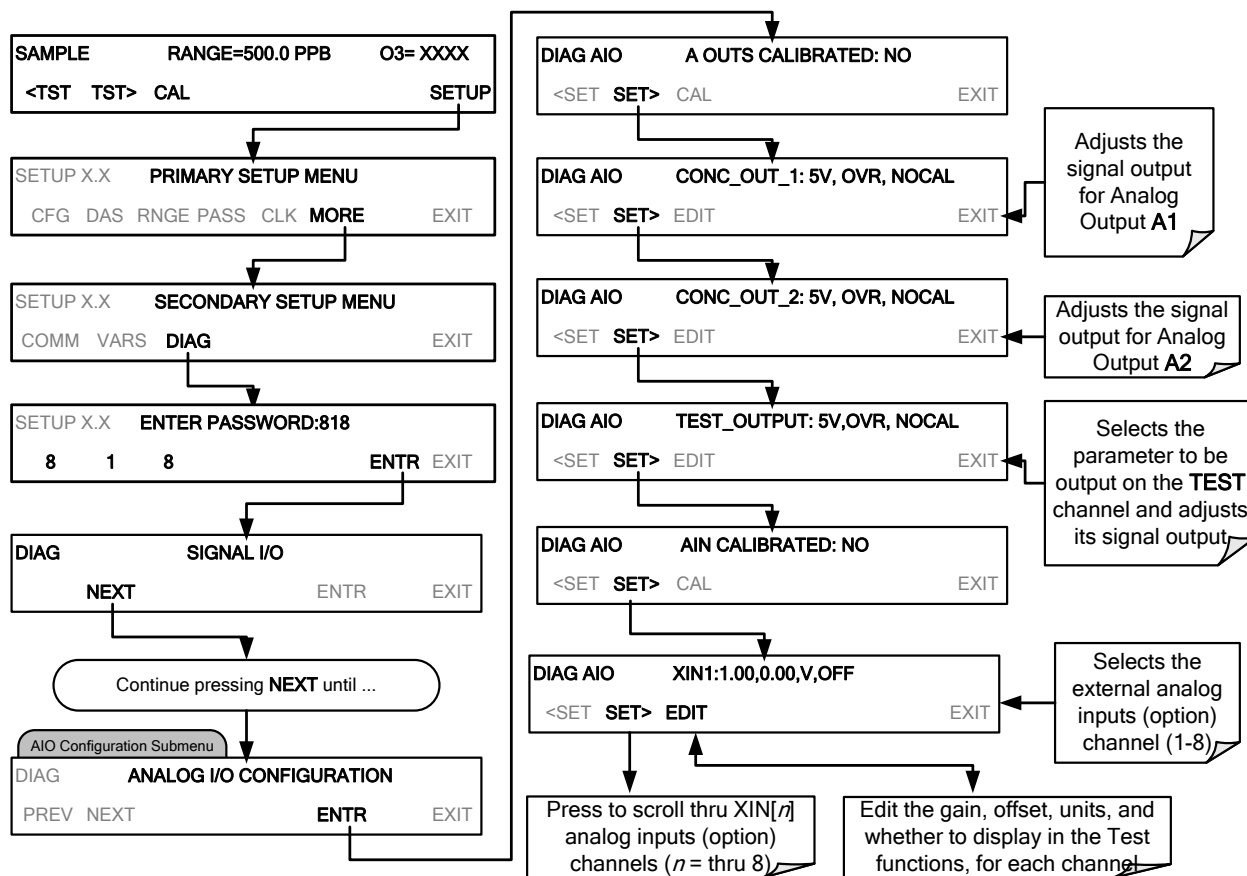 SAMPLE RANGE=500.0 PPB O3= XXXX
<TST TST> CAL SETUP
SETUP X.X PRIMARY SETUP MENU
CFG DAS RNGE PASS CLK MORE EXIT
SETUP X.X SECONDARY SETUP MENU
COMM VARS DIAG EXIT
SETUP X.X ENTER PASSWORD:818
8 1 8 ENTR EXIT
DIAG SIGNAL I/O
NEXT ENTR EXIT
Continue pressing NEXT until ...
AIO Configuration Submenu
DIAG ANALOG I/O CONFIGURATION
PREV NEXT ENTR EXIT
DIAG AIO A OUTS CALIBRATED: NO
<SET SET> CAL EXIT
DIAG AIO CONC_OUT_1: 5V, OVR, NOCAL
<SET SET> EDIT EXIT
Adjusts the
signal output
for Analog
Output A1
DIAG AIO CONC_OUT_2: 5V, OVR, NOCAL
<SET SET> EDIT EXIT
Adjusts the signal
output for Analog
Output A2
DIAG AIO TEST_OUTPUT: 5V,OVR, NOCAL
<SET SET> EDIT EXIT
Selects the
parameter to be
output on the TEST
channel and adjusts
its signal output
DIAG AIO AIN CALIBRATED: NO
<SET SET> CAL EXIT
DIAG AIO XIN1:1.00,0.00,V,OFF
<SET SET> EDIT EXIT
Selects the
external analog
inputs (option)
channel (1-8)
Press to scroll thru XIN[n]
analog inputs (option)
channels (n = thru 8)
Edit the gain, offset, units, and
whether to display in the Test
functions, for each channel